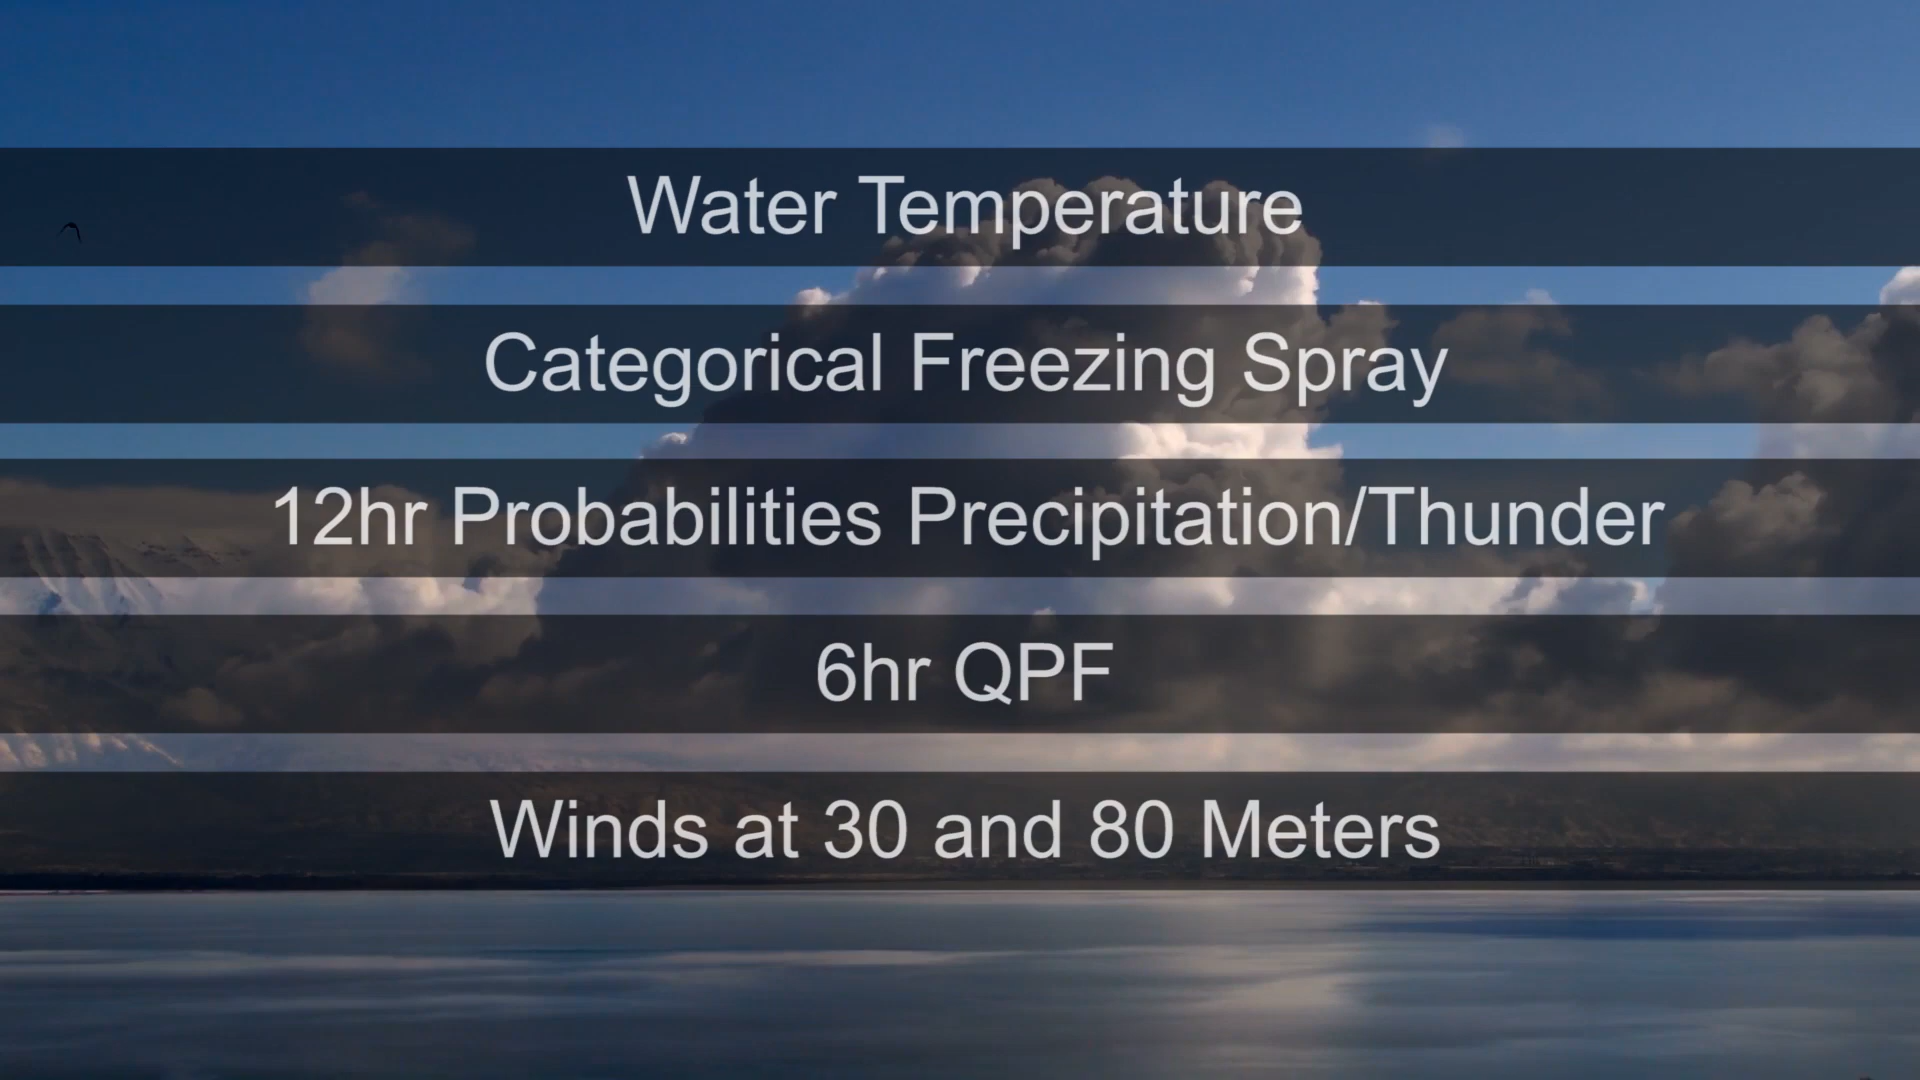 Water Temperature
Categorical Freezing Spray
12hr Probabilities Precipitation/Thunder
6hr QPF
Winds at 30 and 80 Meters